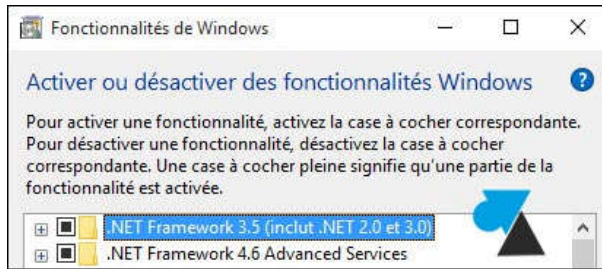 Fonctionnalités de Windows
Activer ou désactiver des fonctionnalités Windows
Pour activer une fonctionnalité, activez la case à cocher correspondante.
Pour désactiver une fonctionnalité, désactivez la case à cocher
correspondante. Une case à cocher pleine signifie qu'une partie de la
fonctionnalité est activée.
.NET Framework 3.5 (inclut .NET 2.0 et 3.0)
.NET Framework 4.6 Advanced Services